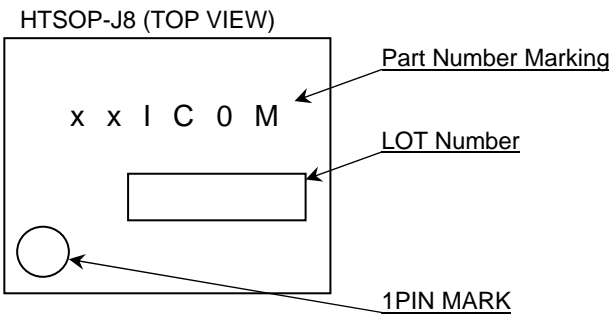 HTSOP-J8 (TOP VIEW)
Part Number Marking
x x I C 0 M
LOT Number
1PIN MARK